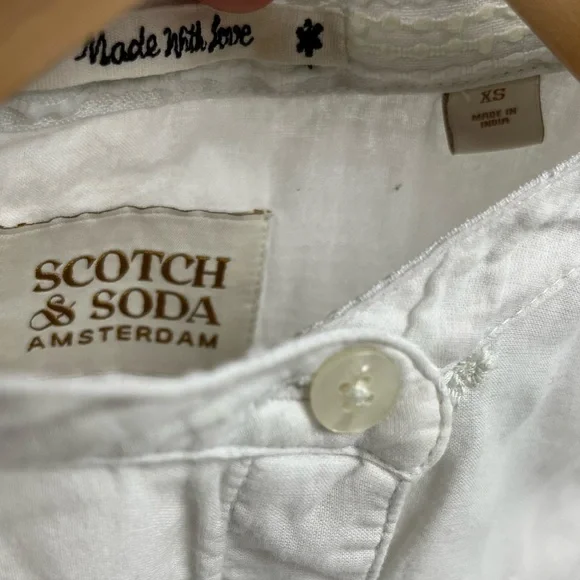 Made With Love
XS
MADE IN
INDIA
SCOTCH
& SODA
AMSTERDAM